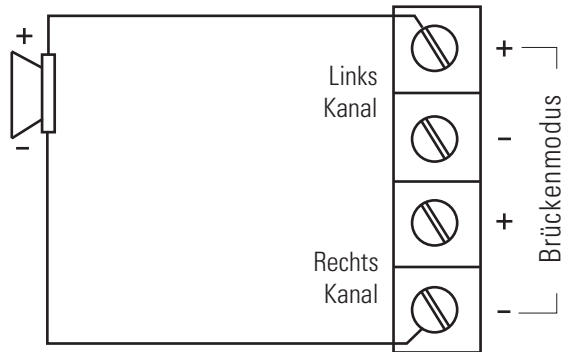 +
-
Links
Kanal
Rechts
Kanal
+
-
+
-
Brückenmodus